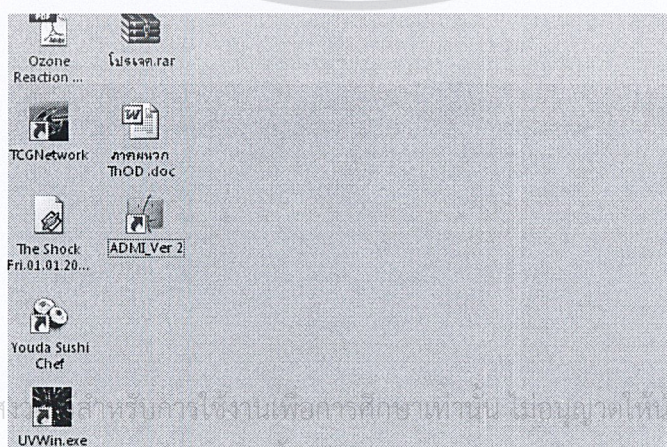 Ozone
Reaction ...
โปรเจค.rar
TCGNetwork
ภาคผนวก
ThOD .doc
The Shock
Fri.01.01.20...
ADMI_Ver 2
Youda Sushi
Chef
สำหรับการใช้งานเพื่อการศึกษาเท่านั้น ไม่อนุญาตให้
UVWin.exe